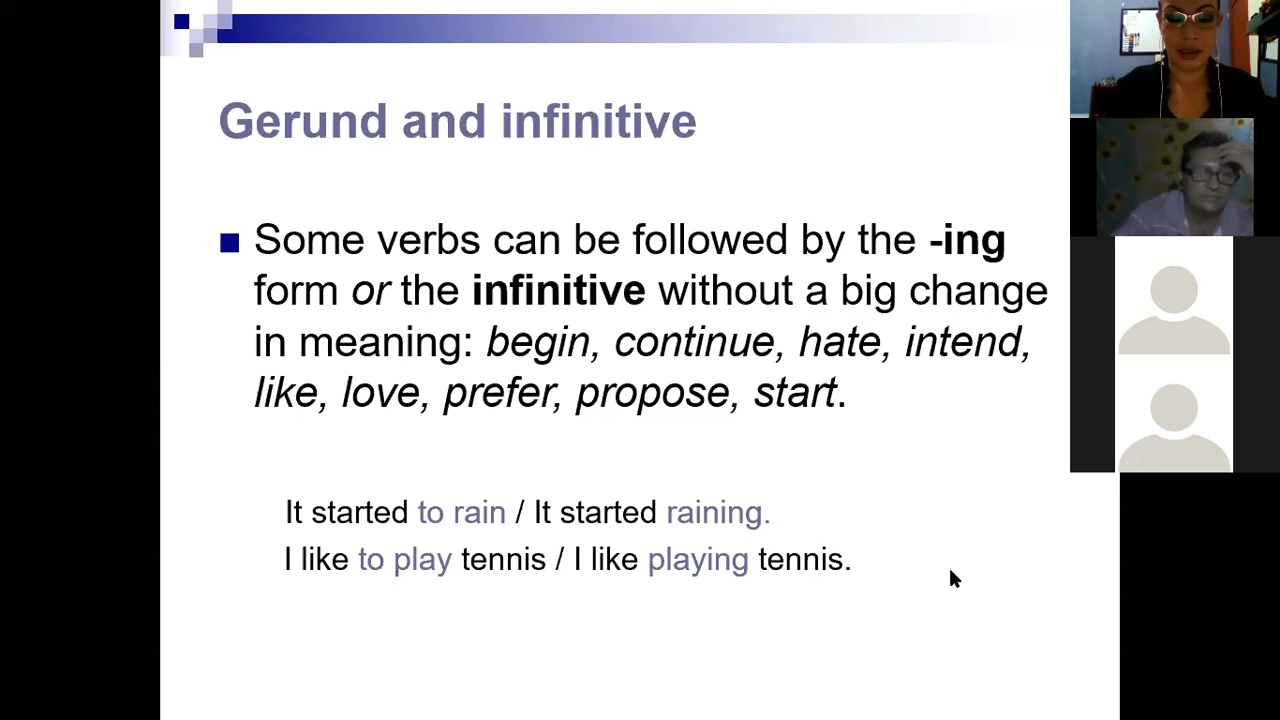 Gerund and infinitive
Some verbs can be followed by the -ing
form or the infinitive without a big change
in meaning: begin, continue, hate, intend,
like, love, prefer, propose, start.
It started to rain / It started raining.
I like to play tennis / I like playing tennis.